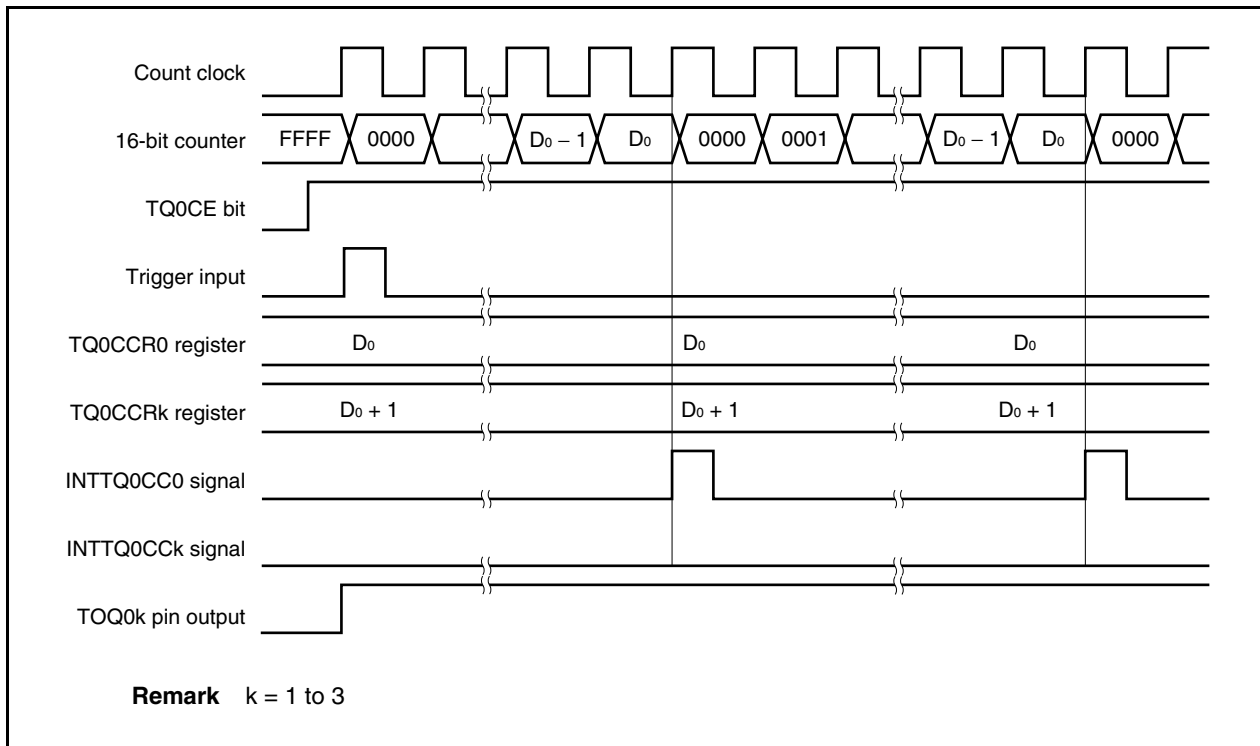 Count clock
16-bit counter FFFF 0000 D₀ − 1 D₀ 0000 0001 D₀ − 1 D₀ 0000
TQ0CE bit
Trigger input
TQ0CCR0 register D₀ D₀ D₀
TQ0CCRk register D₀ + 1 D₀ + 1 D₀ + 1
INTTQ0CC0 signal
INTTQ0CCk signal
TOQ0k pin output
Remark k = 1 to 3